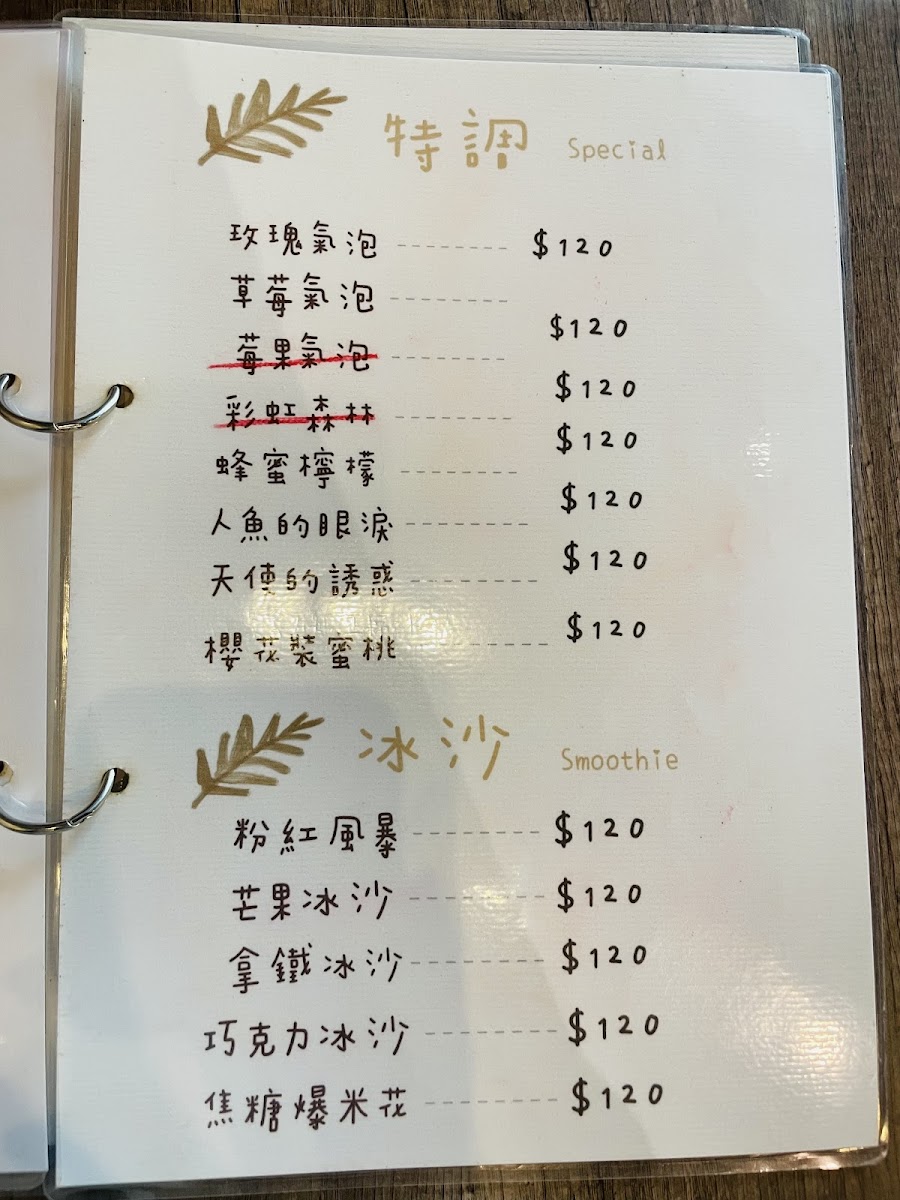 特調 Special
玫瑰氣泡 -------- $120
草莓氣泡 --------
$120
莓果氣泡 --------
$120
彩虹森林 --------
$120
蜂蜜檸檬 --------
$120
人魚的眼淚 --------
$120
天使的誘惑 --------
$120
櫻花裝蜜桃 --------
冰沙 Smoothie
粉紅風暴 -------- $120
芒果冰沙 -------- $120
拿鐵冰沙 -------- $120
巧克力冰沙 -------- $120
焦糖爆米花 -------- $120